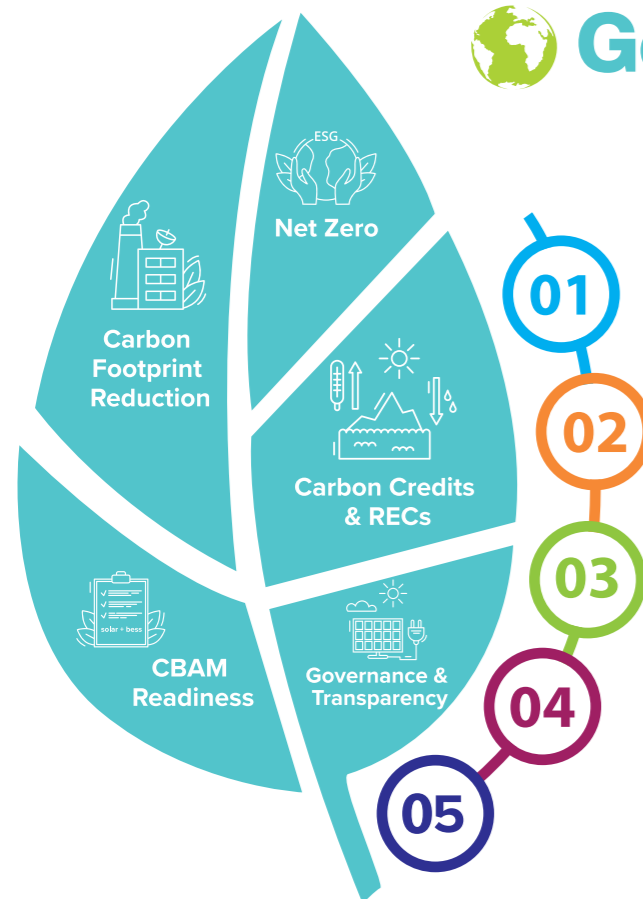 ESG
Net Zero
Carbon
Footprint
Reduction
Carbon Credits
& RECs
solar + bess
CBAM
Readiness
Governance &
Transparency
01
02
03
04
05